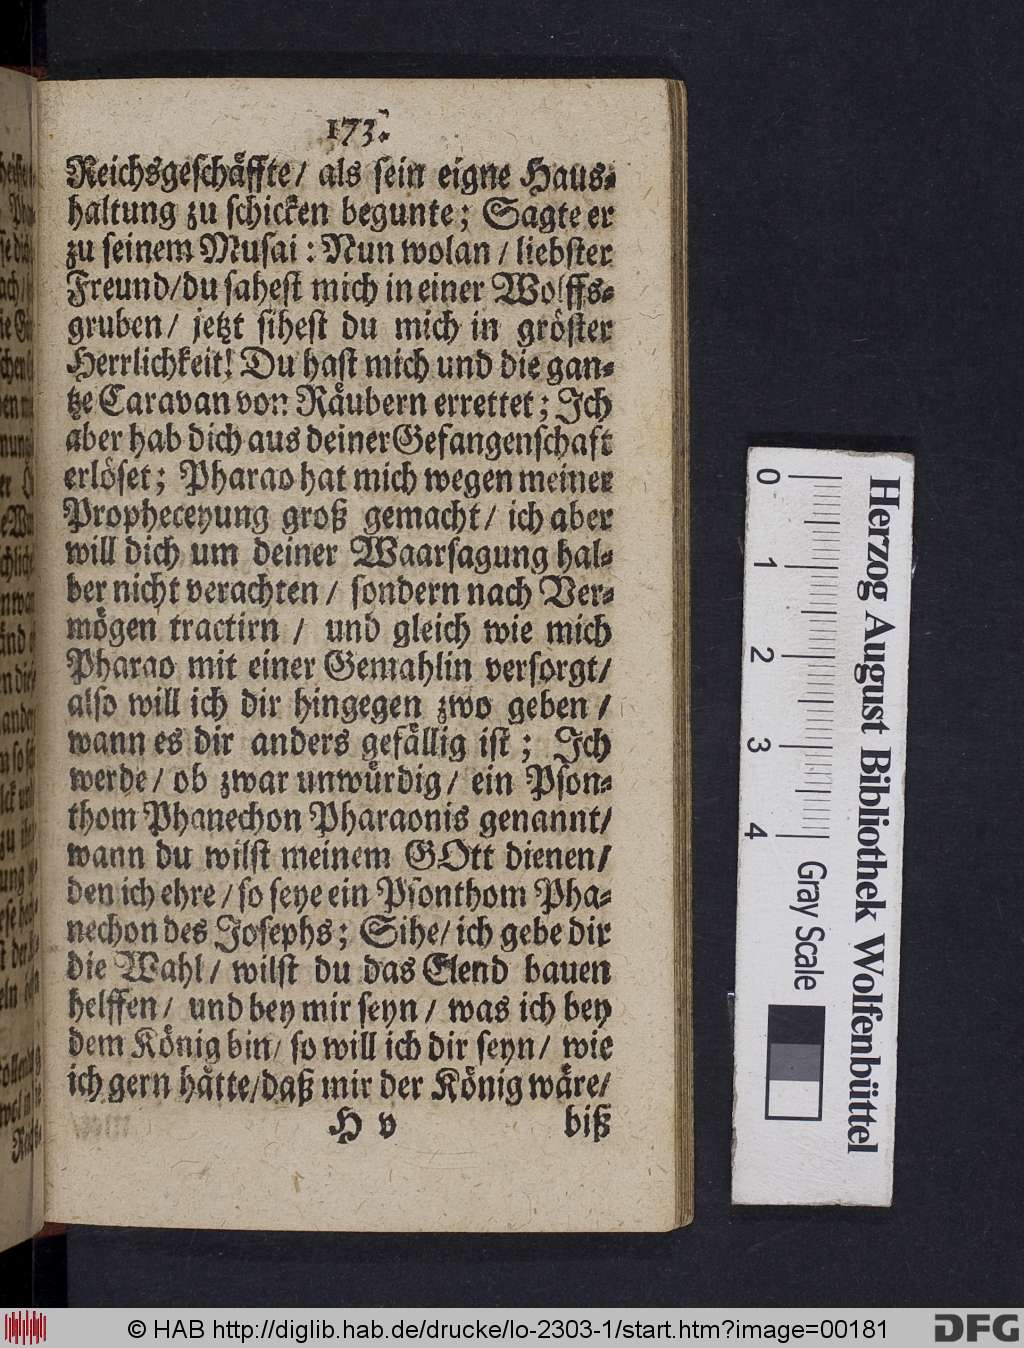 173.
Reichsgeschäffte/ als sein eigne Haus-
haltung zu schicken begunte; Sagte er
zu seinem Musai: Nun wolan / liebster
Freund/du sahest mich in einer Wolffs-
gruben/ jetzt sihest du mich in gröster
Herrlichkeit! Du hast mich und die gan-
tze Caravan von Räubern errettet; Ich
aber hab dich aus deiner Gefangenschaft
erlöset; Pharao hat mich wegen meiner
Propheceyung groß gemacht/ ich aber
will dich um deiner Waarsagung hal-
ber nicht verachten / sondern nach Ver-
mögen tractirn / und gleich wie mich
Pharao mit einer Gemahlin versorgt/
also will ich dir hingegen zwo geben /
wann es dir anders gefällig ist; Ich
werde/ ob zwar unwürdig/ ein Pson-
thom Phanechon Pharaonis genannt/
wann du wilst meinem GOtt dienen/
den ich ehre / so seye ein Psonthom Pha-
nechon des Josephs; Sihe/ ich gebe dir
die Wahl / wilst du das Elend bauen
helffen/ und bey mir seyn / was ich bey
dem König bin/ so will ich dir seyn/ wie
ich gern hätte/daß mir der König wäre/
H v biß
0 1 2 3 4
Gray Scale
Herzog August Bibliothek Wolfenbüttel
© HAB http://diglib.hab.de/drucke/lo-2303-1/start.htm?image=00181
DFG